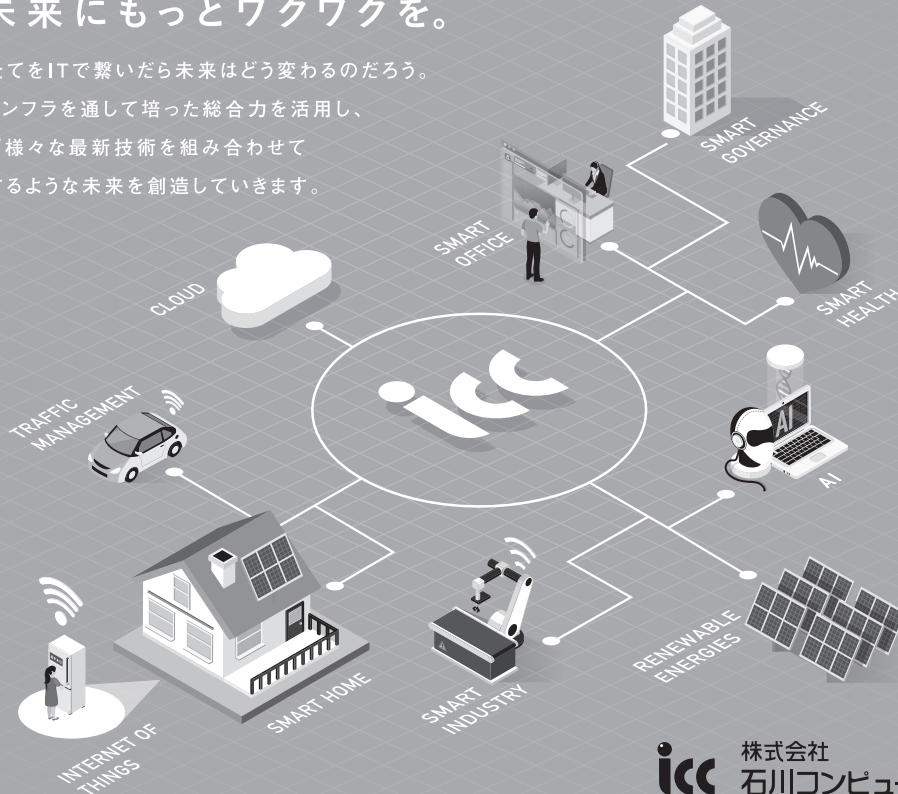 未来にもっとワクワクを。
たてをITで繋いだら未来はどう変わるのだろう。
ンフラを通して培った総合力を活用し、
様々な最新技術を組み合わせて
するような未来を創造していきます。
SMART
GOVERNANCE
SMART
OFFICE
SMART
HEALTH
CLOUD
icc
TRAFFIC
MANAGEMENT
AI
AI
RENEWABLE
ENERGIES
SMART HOME
SMART
INDUSTRY
INTERNET OF
THINGS
icc
株式会社
石川コンピュー